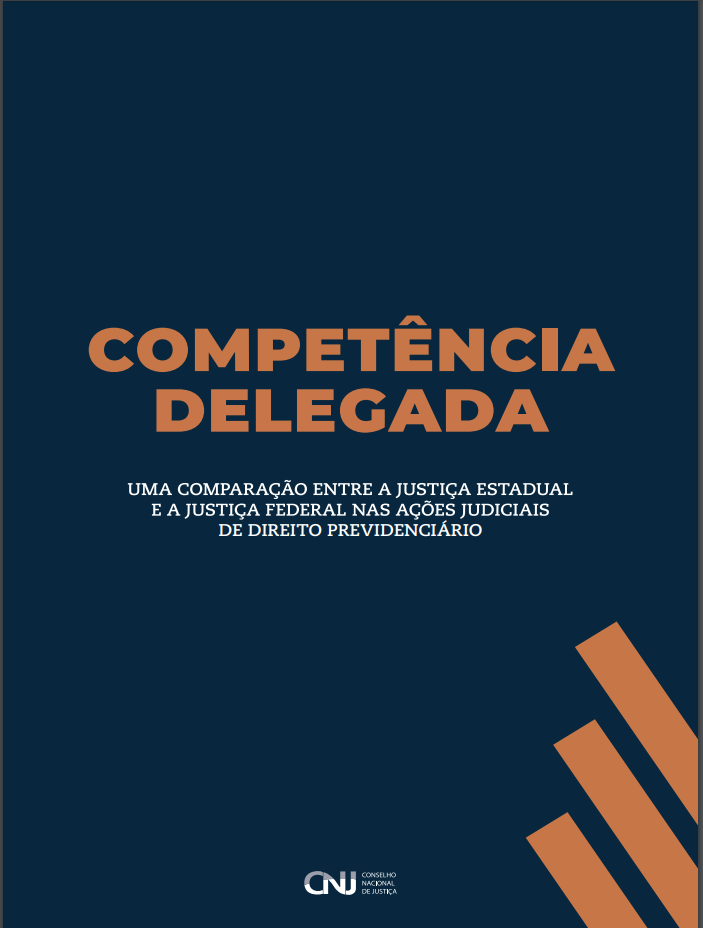 COMPETÊNCIA
DELEGADA
UMA COMPARAÇÃO ENTRE A JUSTIÇA ESTADUAL
E A JUSTIÇA FEDERAL NAS AÇÕES JUDICIAIS
DE DIREITO PREVIDENCIÁRIO
CNJ
CONSELHO
NACIONAL
DE JUSTIÇA